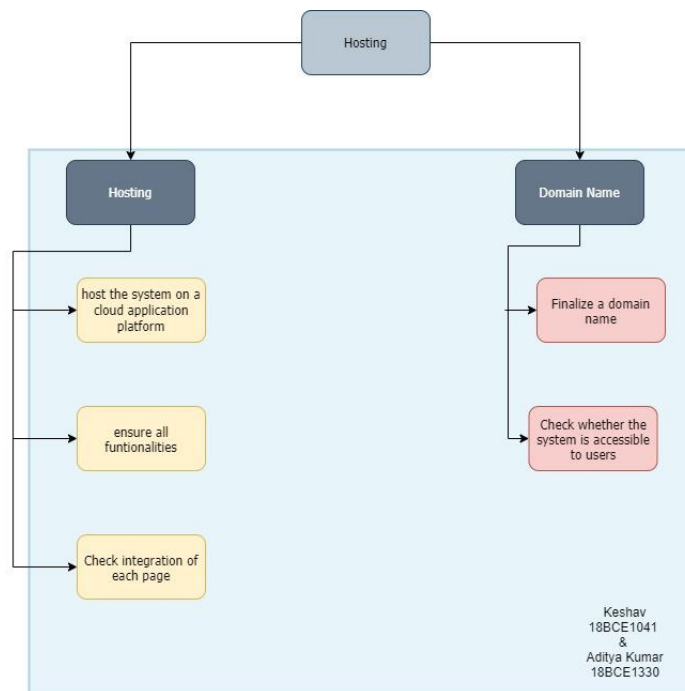 Hosting
Hosting
Domain Name
host the system on a
cloud application
platform
Finalize a domain
name
ensure all
funtionalities
Check whether the
system is accessible
to users
Check integration of
each page
Keshav
18BCE1041
&
Aditya Kumar
18BCE1330